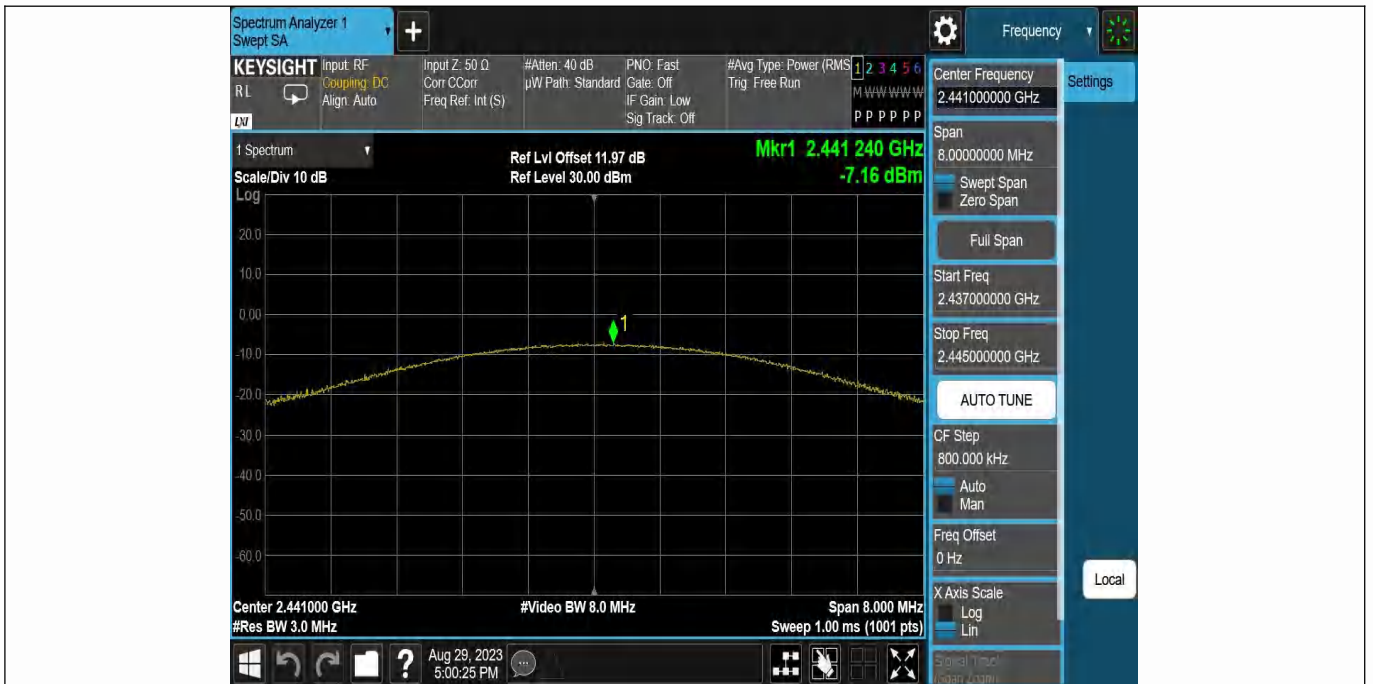 Spectrum Analyzer 1
Swept SA
+
Frequency
KEYSIGHT
RL
LXI
Input: RF
Coupling: DC
Align: Auto
Input Z: 50 Ω
Corr CCorr
Freq Ref: Int (S)
#Atten: 40 dB
µW Path: Standard
PNO: Fast
Gate: Off
IF Gain: Low
Sig Track: Off
#Avg Type: Power (RMS
Trig: Free Run
1 2 3 4 5 6
M W W W W W
P P P P P P
1 Spectrum
Scale/Div 10 dB
Log
Ref Lvl Offset 11.97 dB
Ref Level 30.00 dBm
Mkr1 2.441 240 GHz
-7.16 dBm
20.0
10.0
0.00
-10.0
-20.0
-30.0
-40.0
-50.0
-60.0
1
Center 2.441000 GHz
#Res BW 3.0 MHz
#Video BW 8.0 MHz
Span 8.000 MHz
Sweep 1.00 ms (1001 pts)
Center Frequency
2.441000000 GHz
Settings
Span
8.00000000 MHz
Swept Span
Zero Span
Full Span
Start Freq
2.437000000 GHz
Stop Freq
2.445000000 GHz
AUTO TUNE
CF Step
800.000 kHz
Auto
Man
Freq Offset
0 Hz
X Axis Scale
Log
Lin
Signal Track
(Span Zoom)
Local
?
Aug 29, 2023
5:00:25 PM